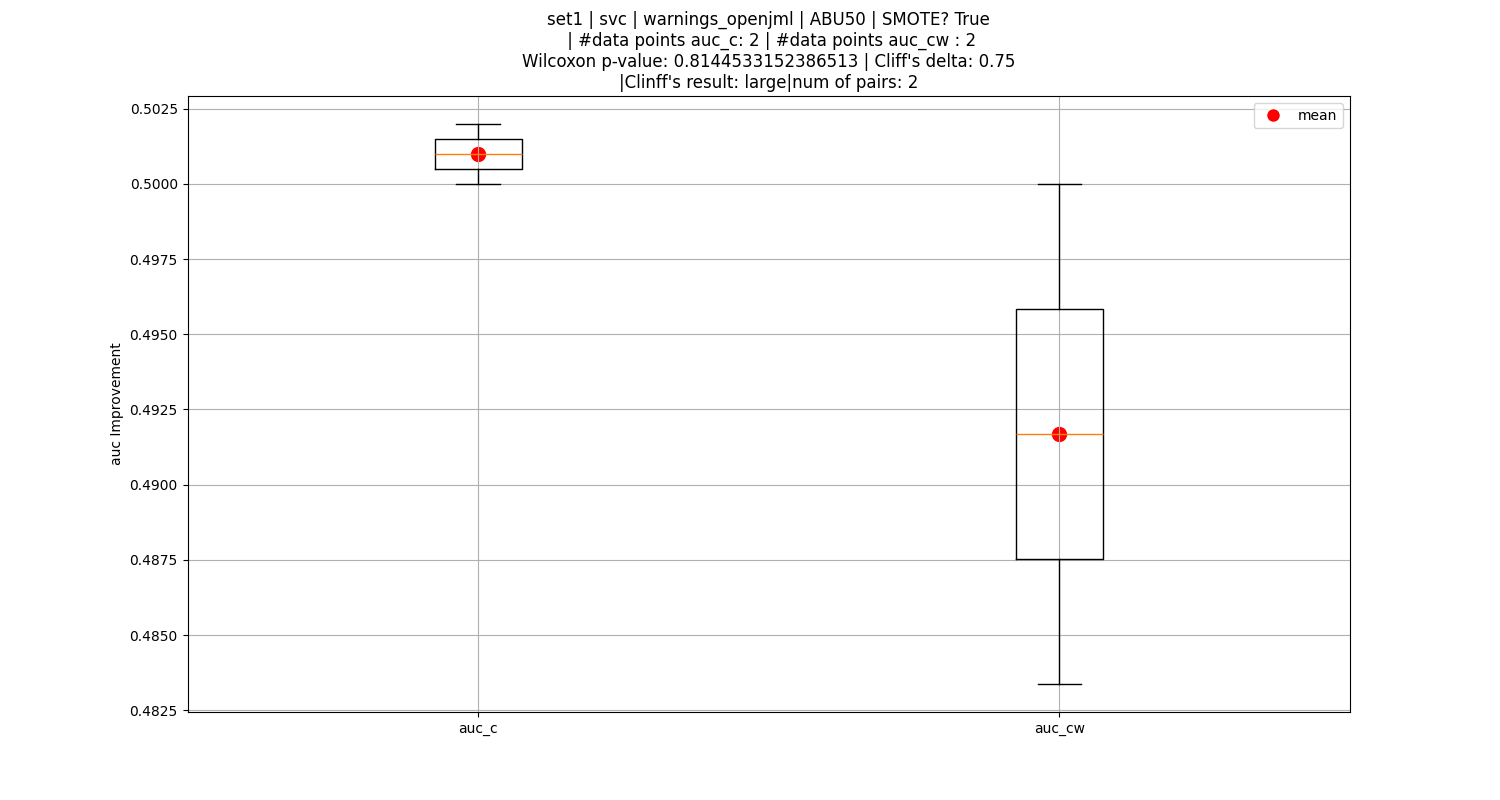 set1 | svc | warnings_openjml | ABU50 | SMOTE? True
| #data points auc_c: 2 | #data points auc_cw : 2
Wilcoxon p-value: 0.8144533152386513 | Cliff's delta: 0.75
|Clinff's result: large|num of pairs: 2
mean
0.5025
0.5000
0.4975
0.4950
0.4925
0.4900
0.4875
0.4850
0.4825
auc Improvement
auc_c
auc_cw